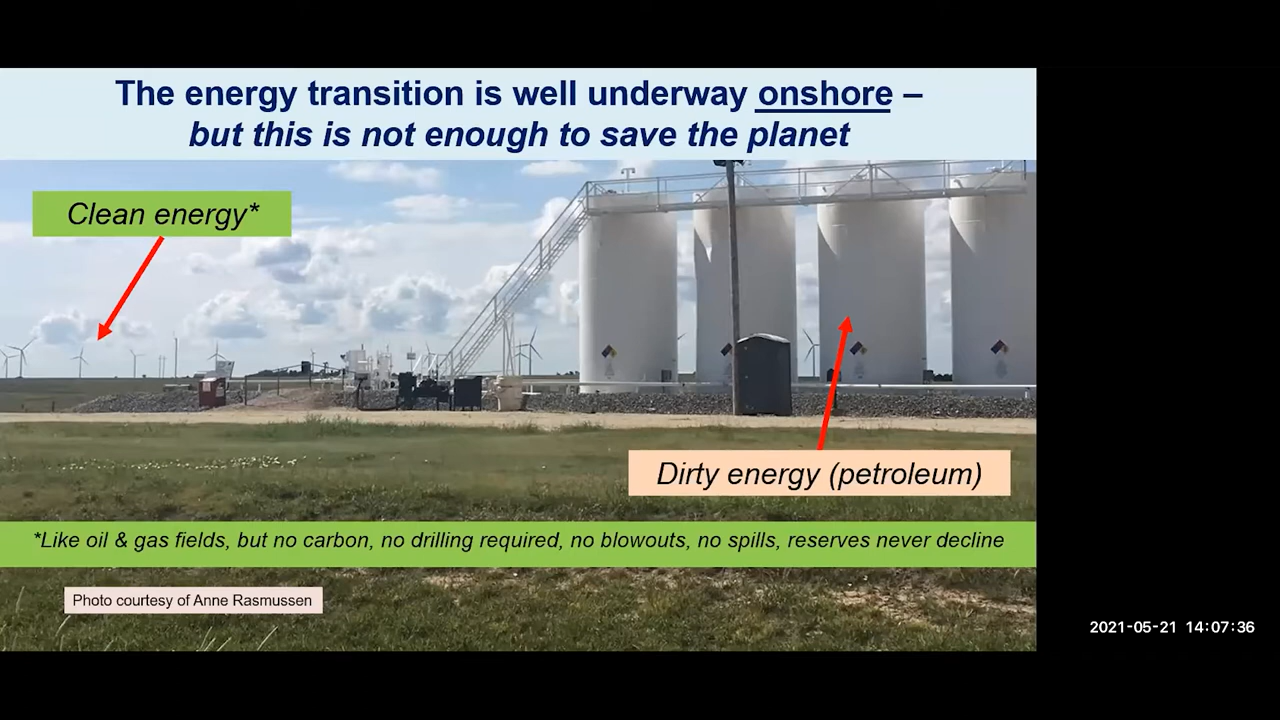 The energy transition is well underway onshore –
but this is not enough to save the planet
Clean energy*
Dirty energy (petroleum)
*Like oil & gas fields, but no carbon, no drilling required, no blowouts, no spills, reserves never decline
Photo courtesy of Anne Rasmussen
2021-05-21 14:07:36